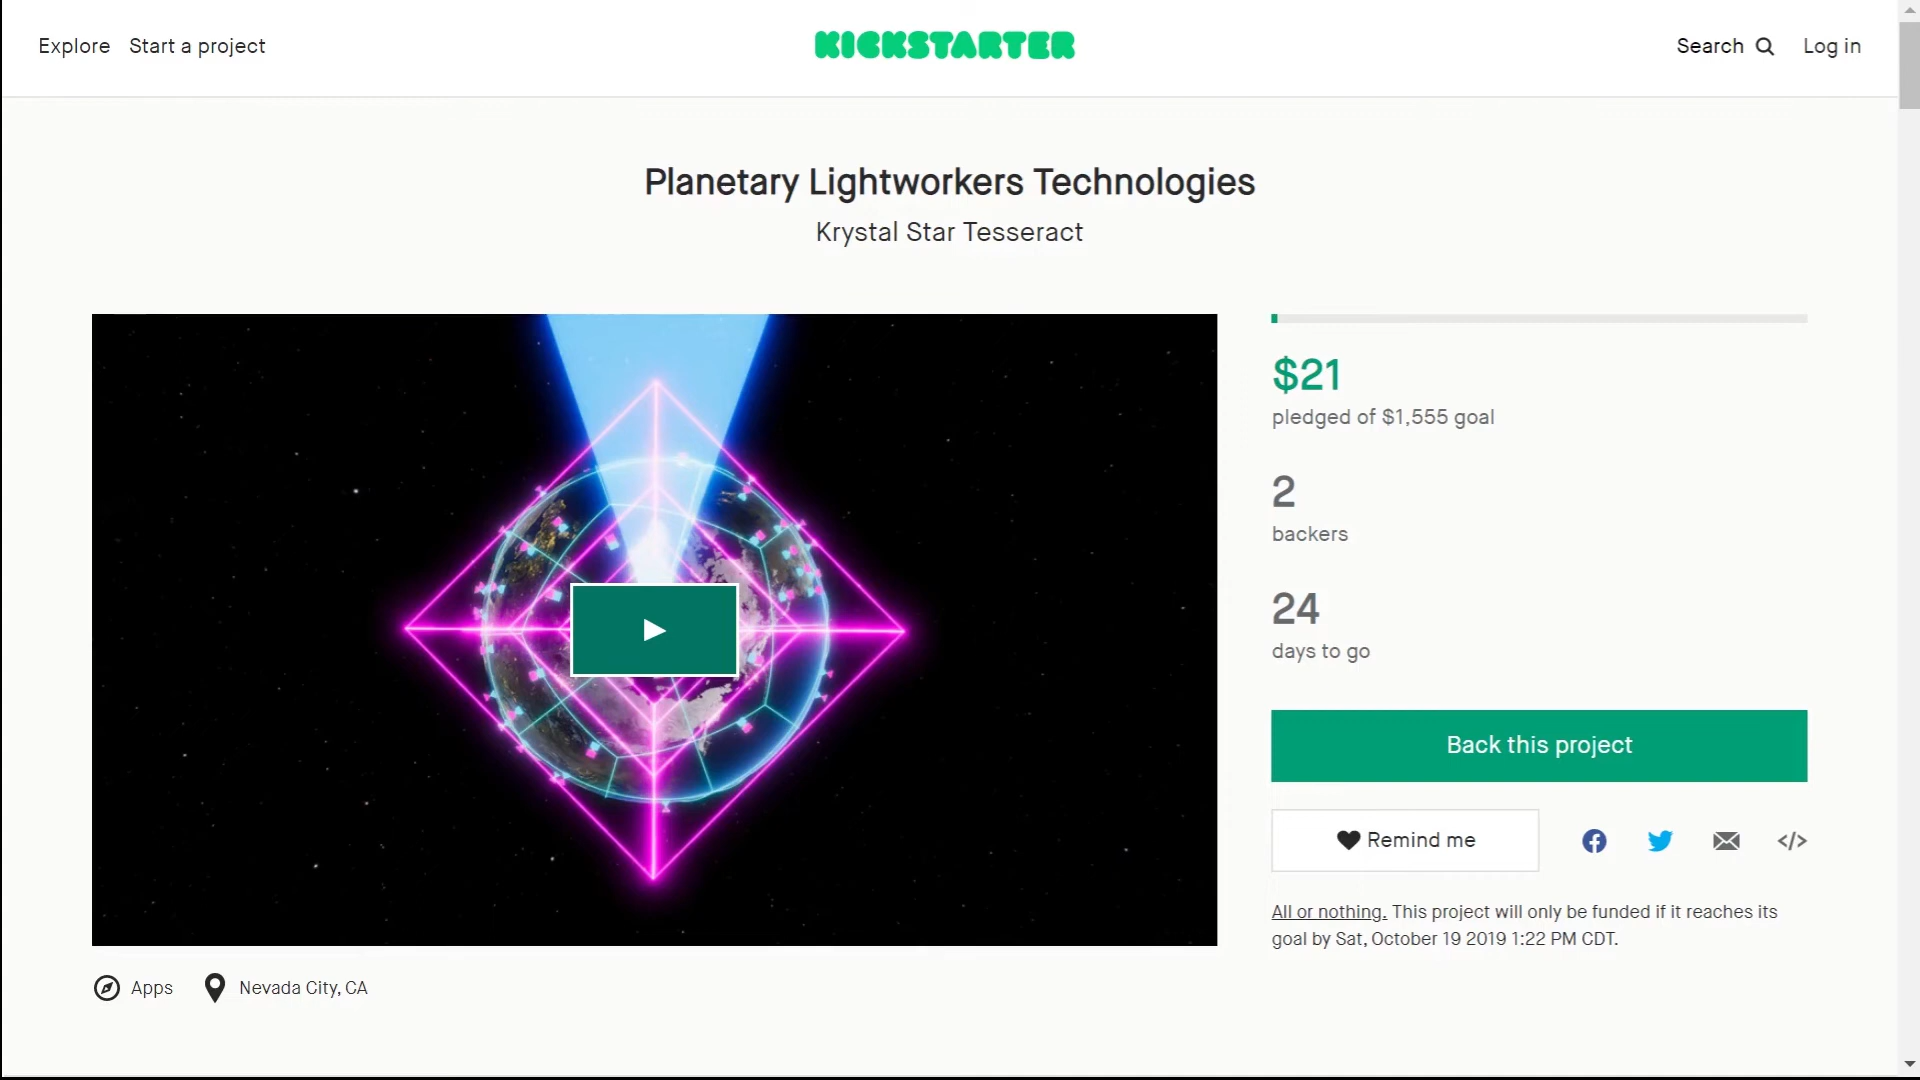 Explore Start a project KICKSTARTER Search Log in
Planetary Lightworkers Technologies
Krystal Star Tesseract
$21
pledged of $1,555 goal
2
backers
24
days to go
Back this project
Remind me
All or nothing. This project will only be funded if it reaches its
goal by Sat, October 19 2019 1:22 PM CDT.
Apps Nevada City, CA